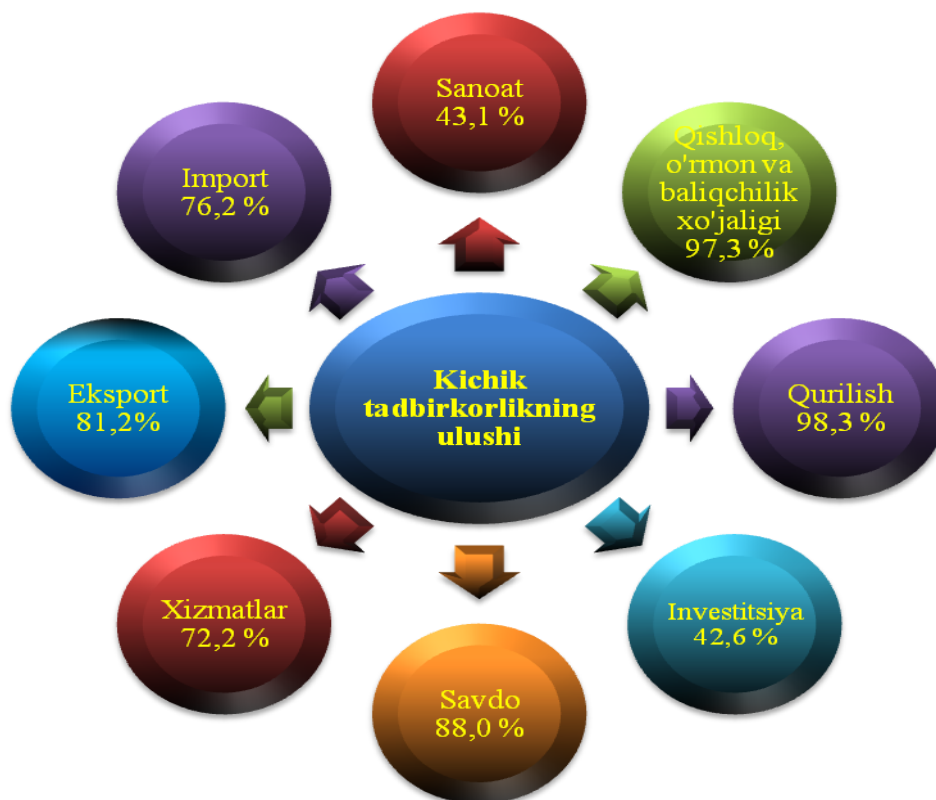 Sanoat
43,1 %
Qishloq,
o'rmon va
baliqchilik
xo'jaligi
97,3 %
Import
76,2 %
Kichik
tadbirkorlikning
ulushi
Eksport
81,2%
Qurilish
98,3 %
Xizmatlar
72,2 %
Investitsiya
42,6 %
Savdo
88,0 %